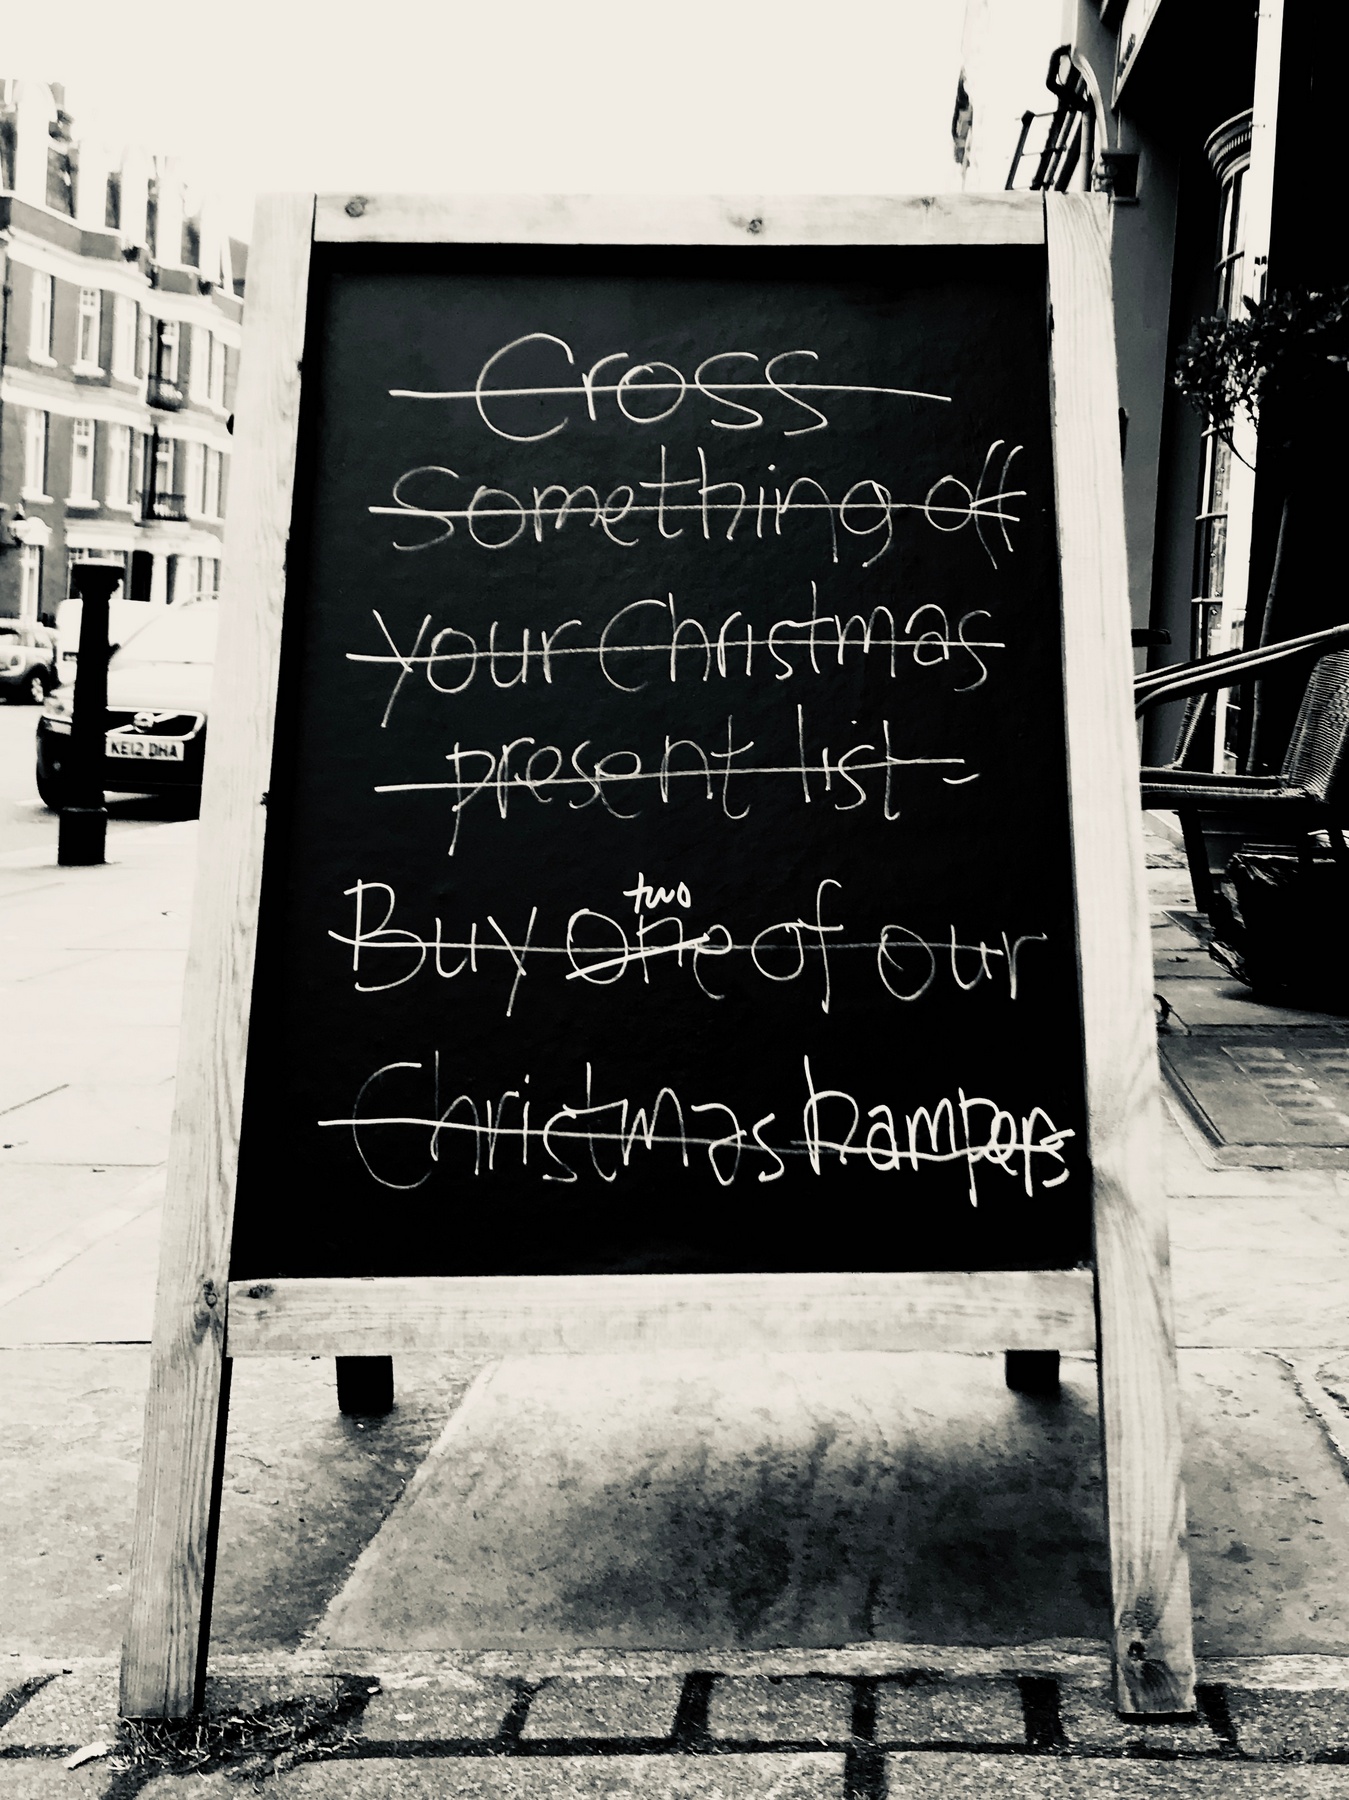 Cross
Something off
your Christmas
present list -
two
Buy one of our
Christmas hampers
KE12 DHA